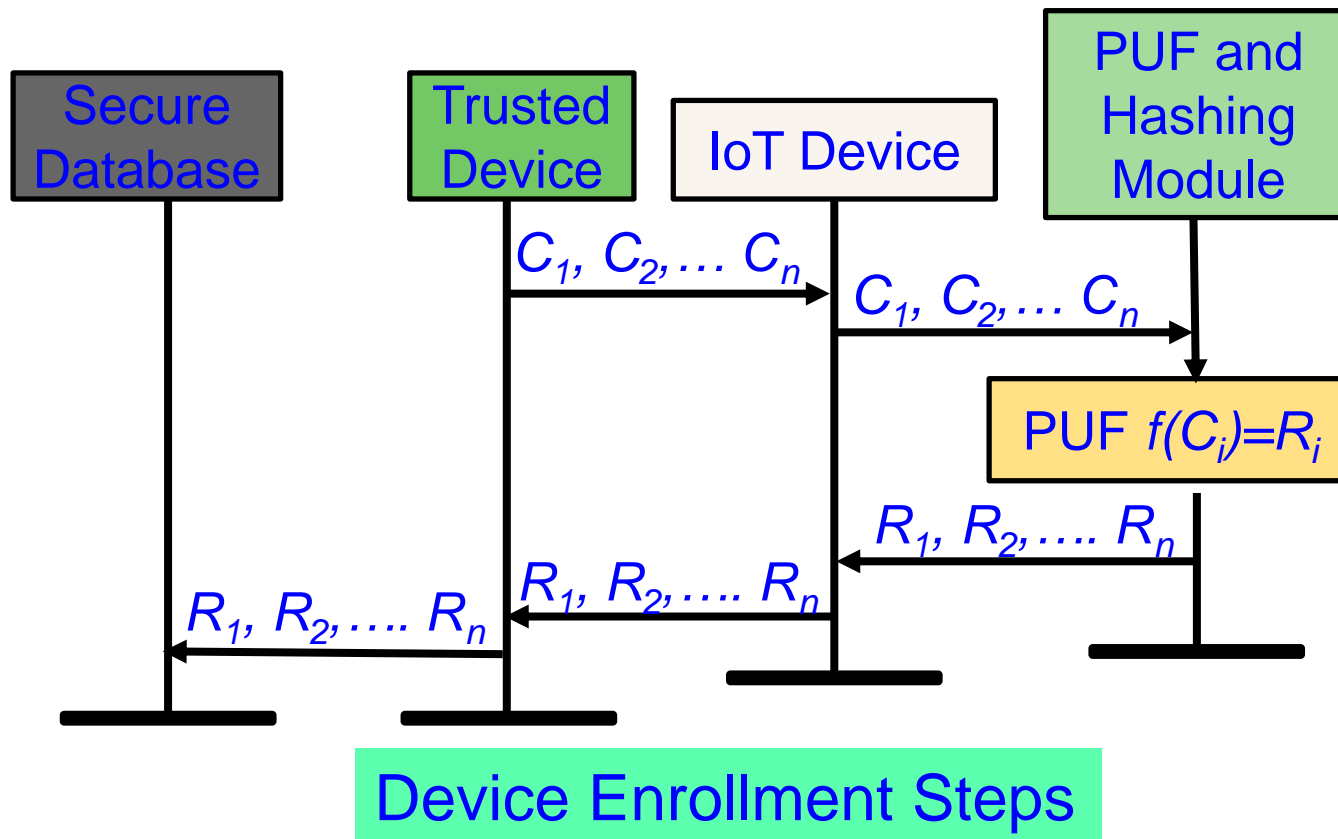 Secure
Database
Trusted
Device
IoT Device
PUF and
Hashing
Module
C₁, C₂,… Cₙ
C₁, C₂,… Cₙ
PUF f(Cᵢ)=Rᵢ
R₁, R₂,…. Rₙ
R₁, R₂,…. Rₙ
R₁, R₂,…. Rₙ
Device Enrollment Steps